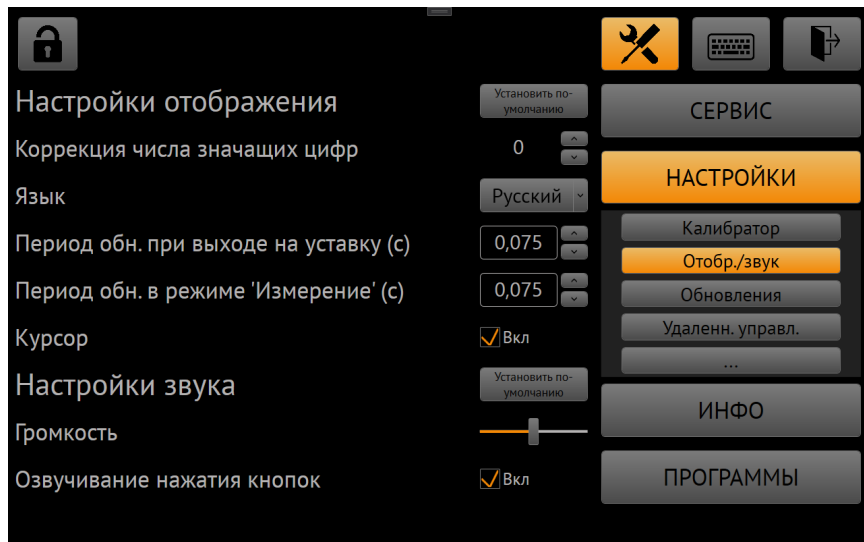 Настройки отображения
Установить по-
умолчанию
Коррекция числа значащих цифр
0
Язык
Русский
Период обн. при выходе на уставку (с)
0,075
Период обн. в режиме 'Измерение' (с)
0,075
Курсор
Вкл
Настройки звука
Установить по-
умолчанию
Громкость
Озвучивание нажатия кнопок
Вкл
СЕРВИС
НАСТРОЙКИ
Калибратор
Отобр./звук
Обновления
Удаленн. управл.
...
ИНФО
ПРОГРАММЫ